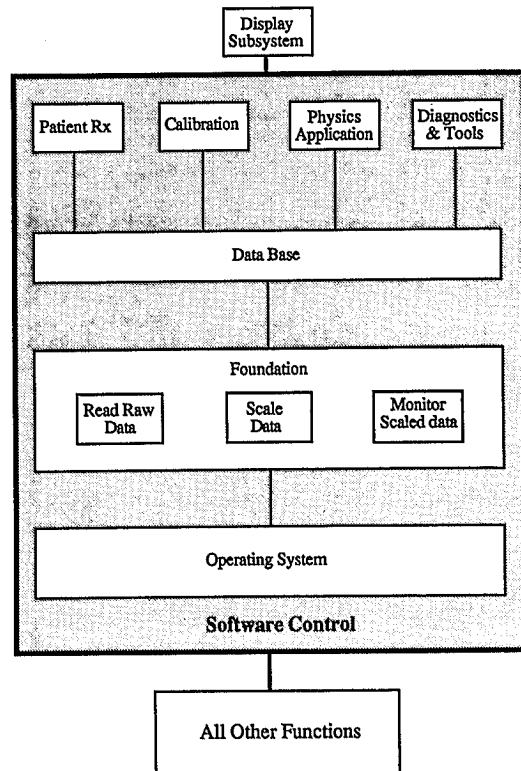 Display
Subsystem
Patient Rx
Calibration
Physics
Application
Diagnostics
& Tools
Data Base
Foundation
Read Raw
Data
Scale
Data
Monitor
Scaled data
Operating System
Software Control
All Other Functions